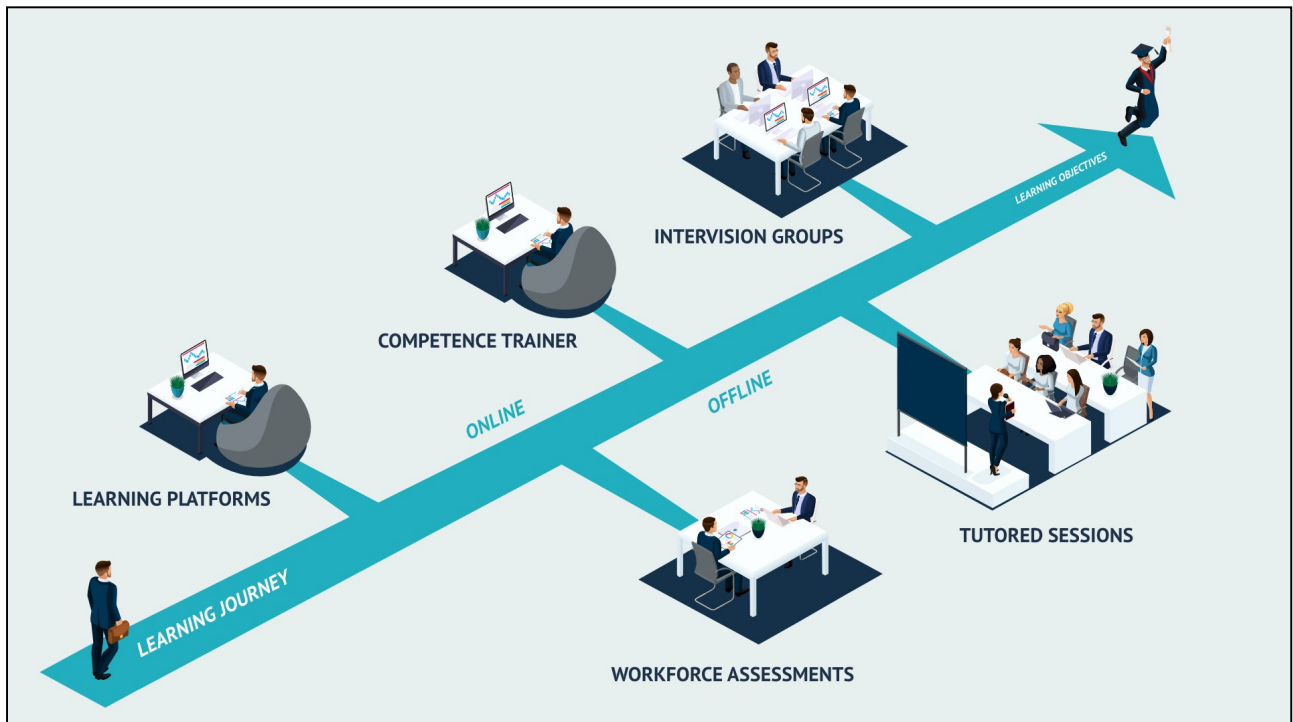 INTERVISION GROUPS
LEARNING OBJECTIVES
COMPETENCE TRAINER
ONLINE
OFFLINE
LEARNING PLATFORMS
TUTORED SESSIONS
LEARNING JOURNEY
WORKFORCE ASSESSMENTS